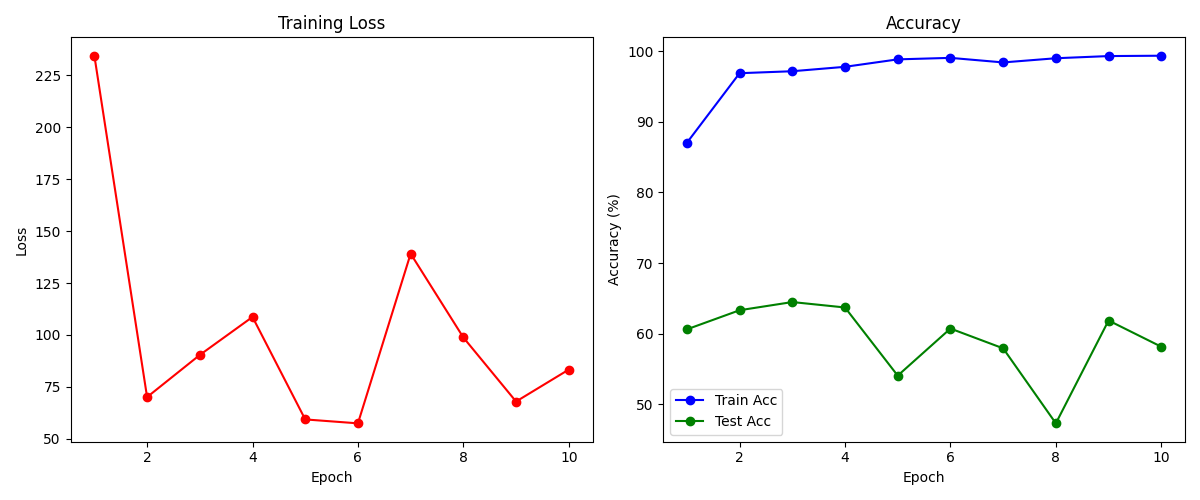 Training Loss
Loss
225
200
175
150
125
100
75
50
2 4 6 8 10
Epoch
Accuracy
Accuracy (%)
100
90
80
70
60
50
Train Acc
Test Acc
2 4 6 8 10
Epoch